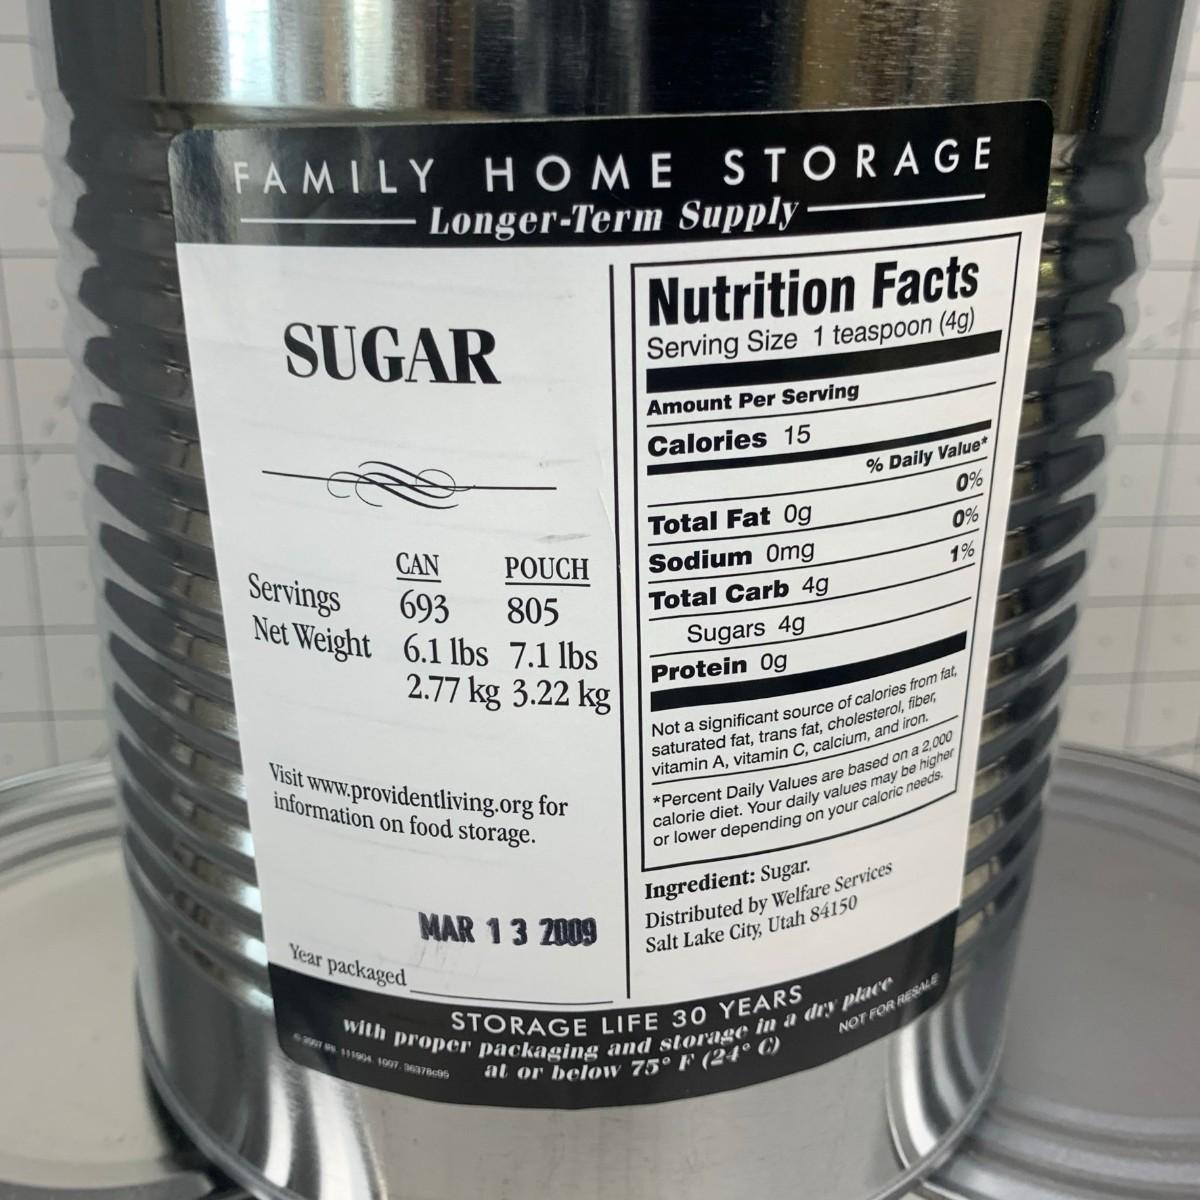 FAMILY HOME STORAGE
Longer-Term Supply
SUGAR
CAN POUCH
Servings 693 805
Net Weight 6.1 lbs 7.1 lbs
2.77 kg 3.22 kg
Visit www.providentliving.org for
information on food storage.
MAR 13 2009
Year packaged
Nutrition Facts
Serving Size 1 teaspoon (4g)
Amount Per Serving
Calories 15
% Daily Value*
Total Fat 0g 0%
Sodium 0mg 0%
Total Carb 4g 1%
Sugars 4g
Protein 0g
Not a significant source of calories from fat,
saturated fat, trans fat, cholesterol, fiber,
vitamin A, vitamin C, calcium, and iron.
*Percent Daily Values are based on a 2,000
calorie diet. Your daily values may be higher
or lower depending on your caloric needs.
Ingredient: Sugar.
Distributed by Welfare Services
Salt Lake City, Utah 84150
STORAGE LIFE 30 YEARS
with proper packaging and storage in a dry place
at or below 75° F (24° C)
NOT FOR RESALE
© 2007 111904. 1007. 36378c95